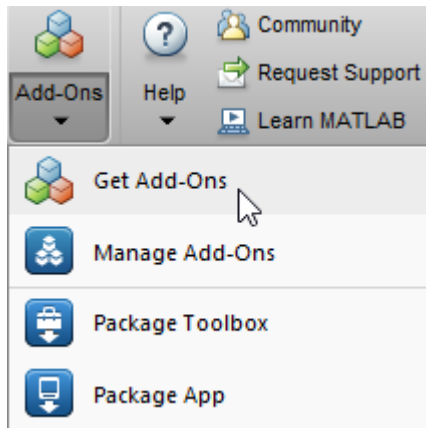 Community
Request Support
Add-Ons
Help
Learn MATLAB
Get Add-Ons
Manage Add-Ons
Package Toolbox
Package App